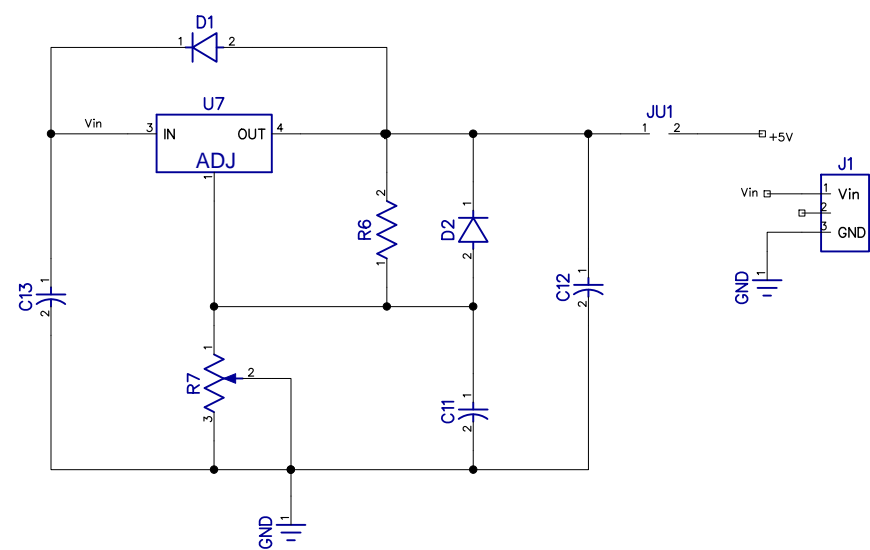 D1
1 2
U7
Vin
3 IN OUT 4
ADJ
1
JU1
1 2
+5V
J1
Vin 1 Vin
2
3 GND
GND 1
R6
2
1
D2
1
2
C13
1
2
C12
1
2
R7
1
2
3
C11
1
2
GND 1